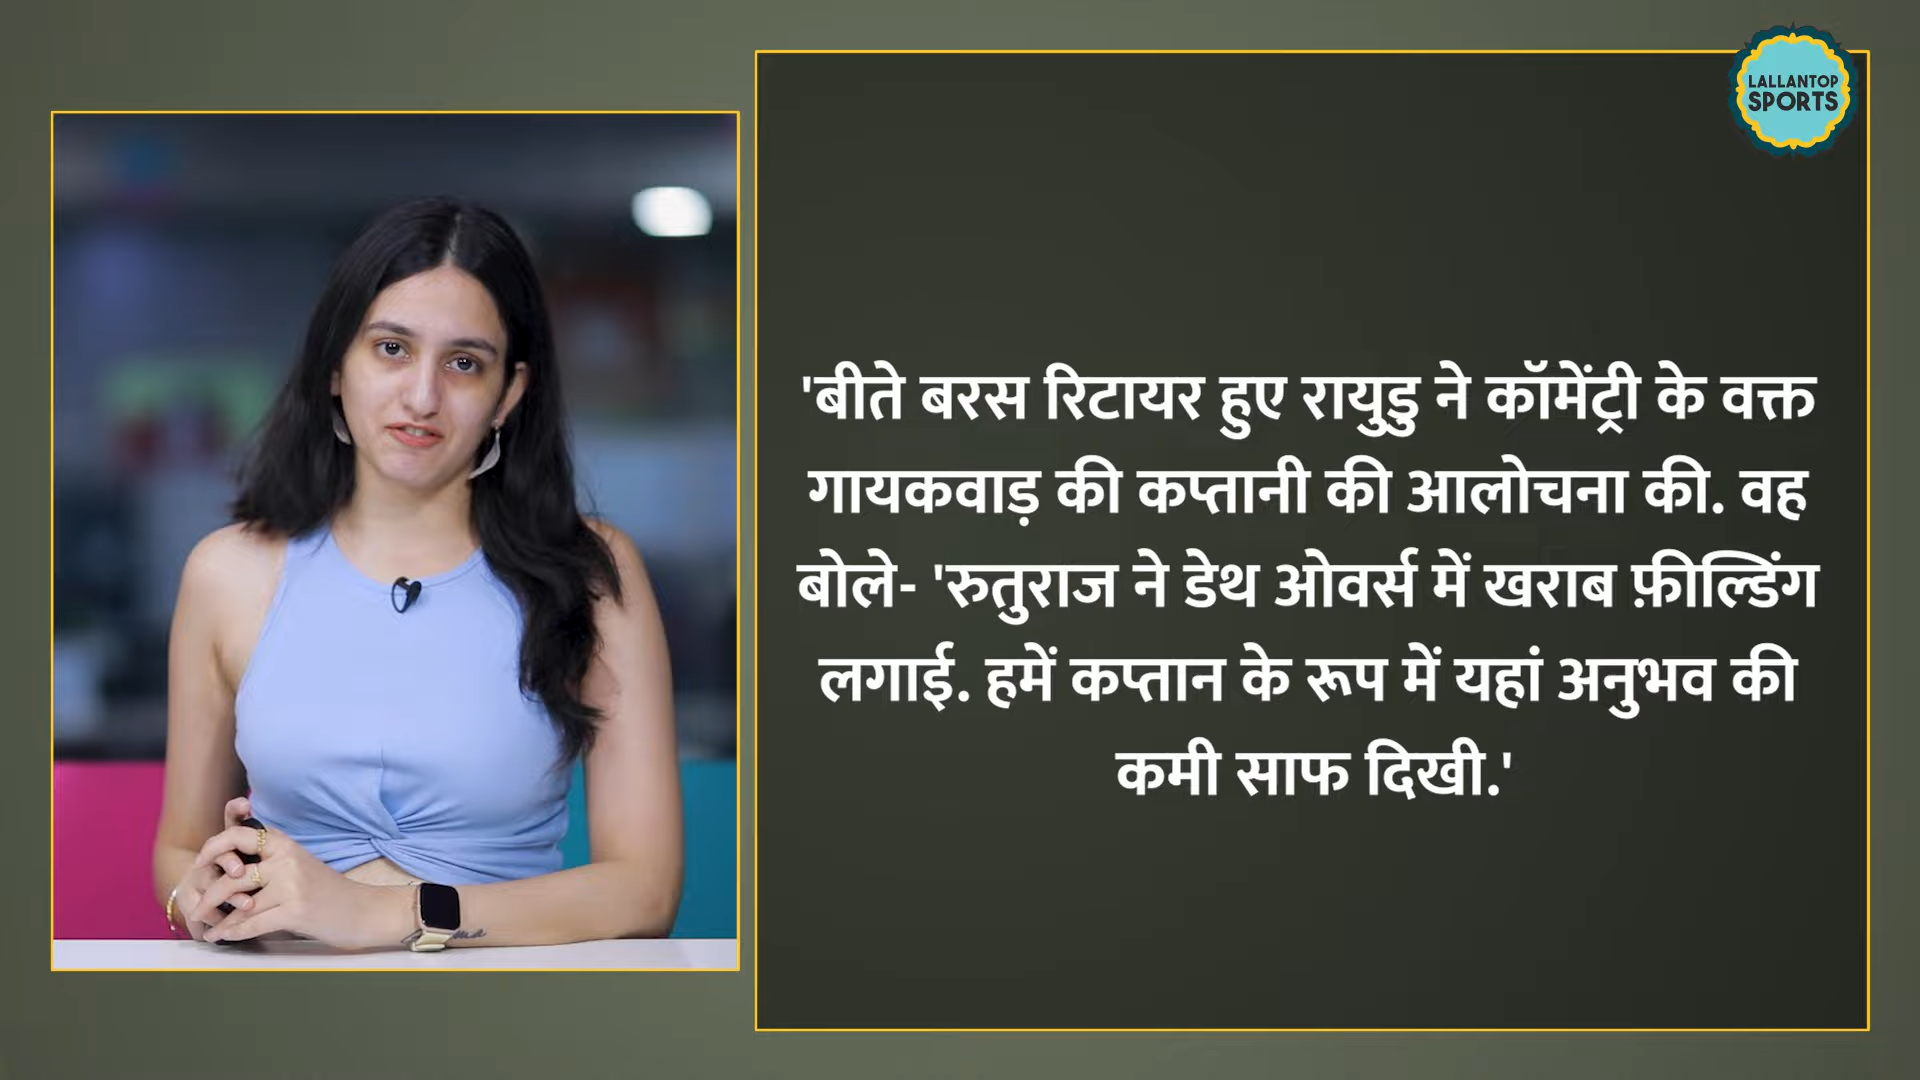 LALLANTOP
SPORTS
'बीते बरस रिटायर हुए रायुडु ने कॉमेंट्री के वक्त
गायकवाड़ की कप्तानी की आलोचना की. वह
बोले- 'रुतुराज ने डेथ ओवर्स में खराब फ़ील्डिंग
लगाई. हमें कप्तान के रूप में यहां अनुभव की
कमी साफ दिखी.'